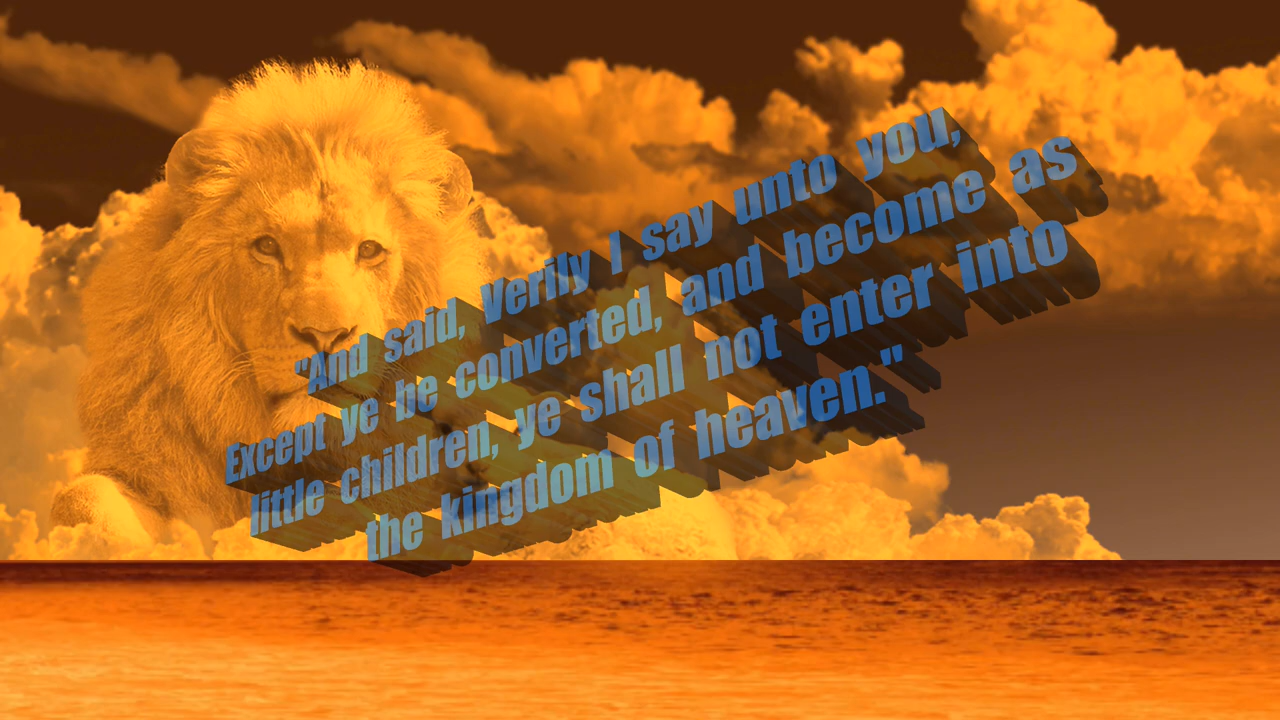 "And said, Verily I say unto you,
Except ye be converted, and become as
little children, ye shall not enter into
the kingdom of heaven."